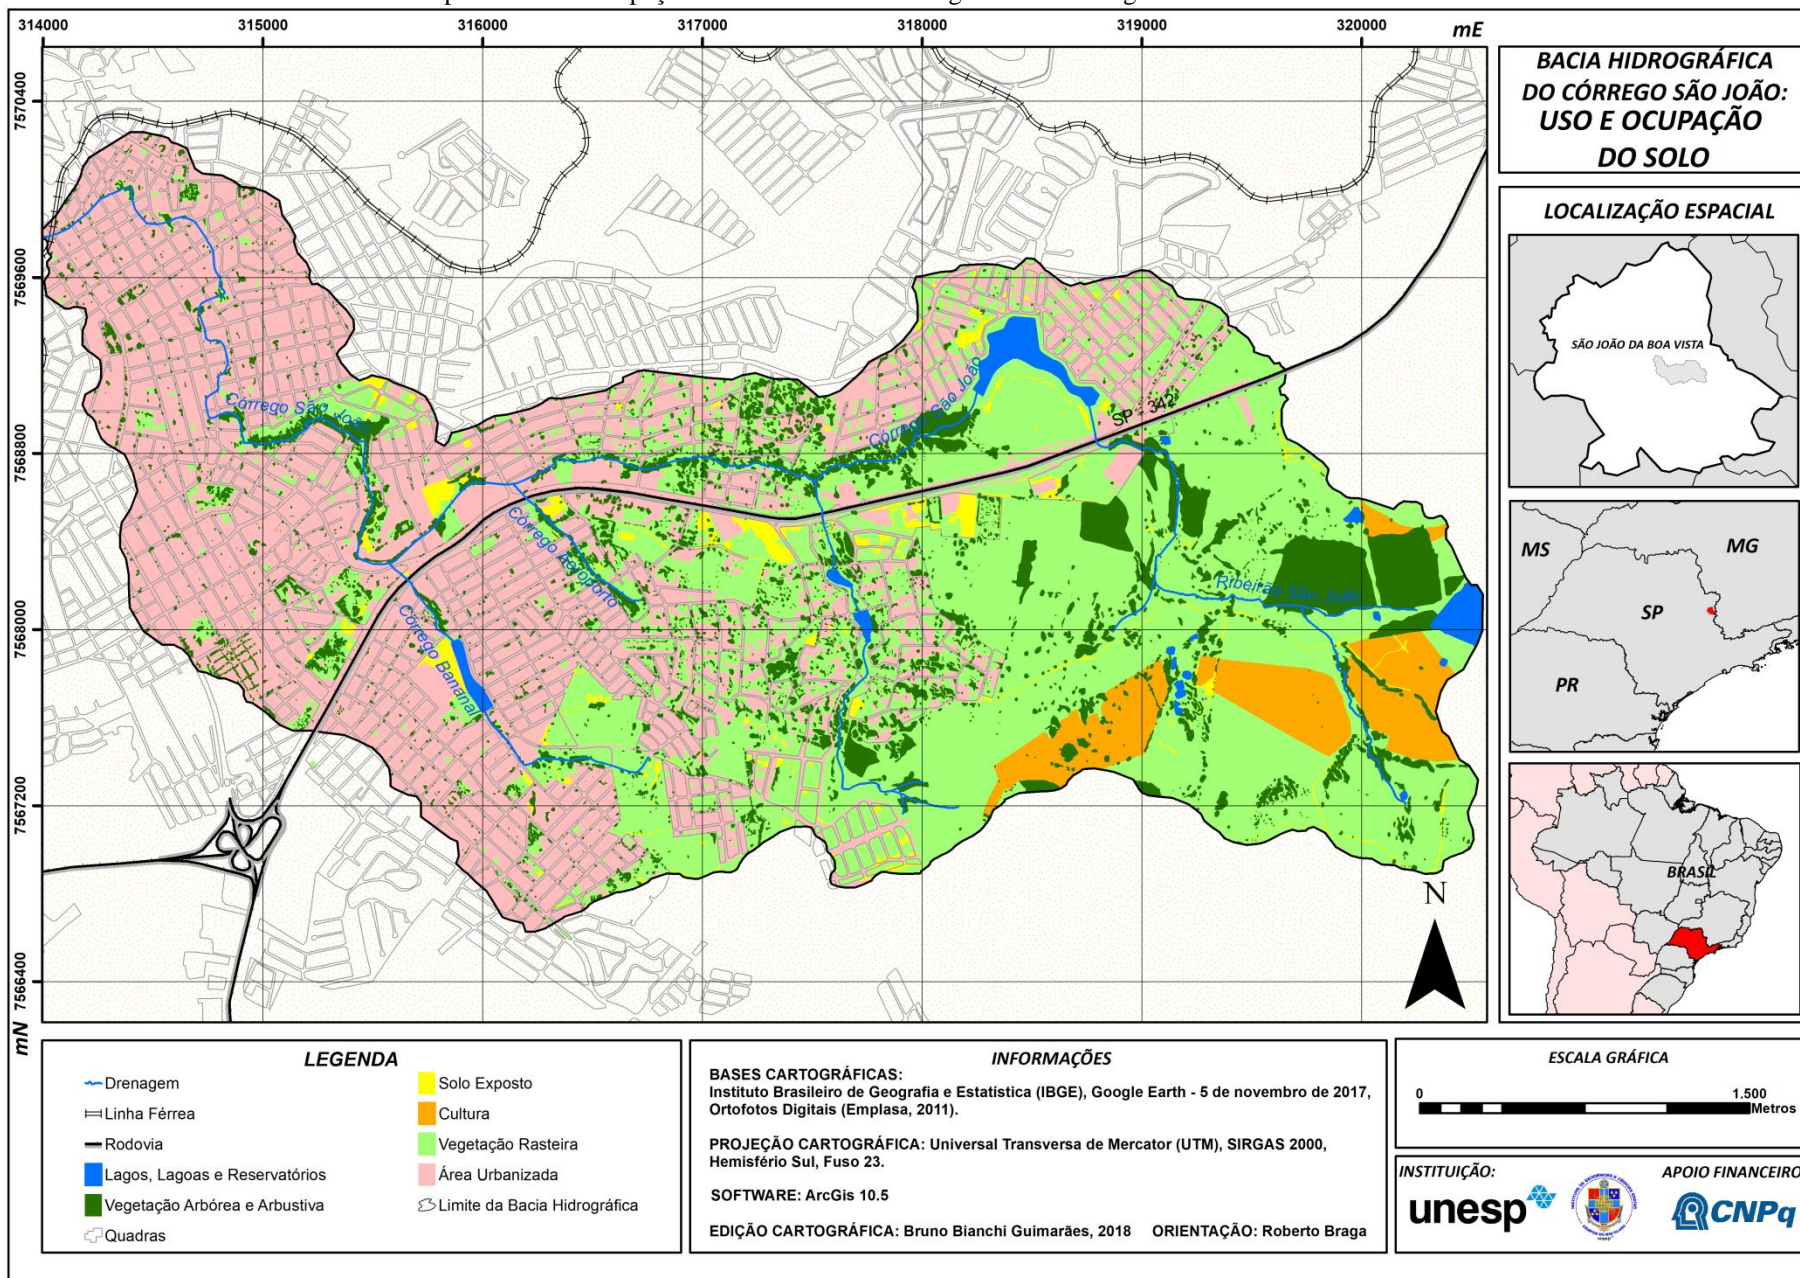 314000 315000 316000 317000 318000 319000 320000 mE
7570400
7569600
7568800
7568000
7567200
7566400
mN
Córrego São João
Córrego São João
SP - 342
Córrego Aeroporto
Córrego Bananal
Ribeirão São João
N
BACIA HIDROGRÁFICA
DO CÓRREGO SÃO JOÃO:
USO E OCUPAÇÃO
DO SOLO
LOCALIZAÇÃO ESPACIAL
SÃO JOÃO DA BOA VISTA
MS
MG
SP
PR
BRASIL
LEGENDA
Drenagem
Linha Férrea
Rodovia
Lagos, Lagoas e Reservatórios
Vegetação Arbórea e Arbustiva
Quadras
Solo Exposto
Cultura
Vegetação Rasteira
Área Urbanizada
Limite da Bacia Hidrográfica
INFORMAÇÕES
BASES CARTOGRÁFICAS:
Instituto Brasileiro de Geografia e Estatística (IBGE), Google Earth - 5 de novembro de 2017,
Ortofotos Digitais (Emplasa, 2011).
PROJEÇÃO CARTOGRÁFICA: Universal Transversa de Mercator (UTM), SIRGAS 2000,
Hemisfério Sul, Fuso 23.
SOFTWARE: ArcGis 10.5
EDIÇÃO CARTOGRÁFICA: Bruno Bianchi Guimarães, 2018 ORIENTAÇÃO: Roberto Braga
ESCALA GRÁFICA
0 1.500
Metros
INSTITUIÇÃO:
APOIO FINANCEIRO
unesp
unesp
CNPq